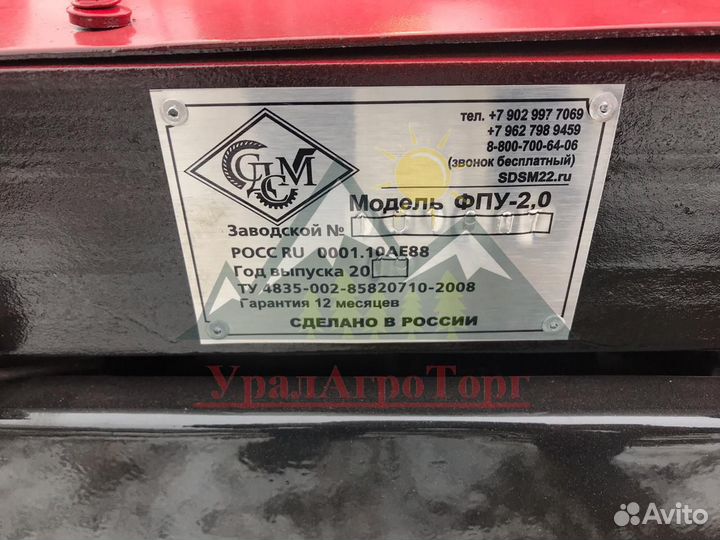 СДСМ
тел. +7 902 997 7069
+7 962 798 9459
8-800-700-64-06
(звонок бесплатный)
SDSM22.ru
Модель ФПУ-2,0
Заводской №
РОСС RU 0001.10АЕ88
Год выпуска 20
ТУ 4835-002-85820710-2008
Гарантия 12 месяцев
СДЕЛАНО В РОССИИ
УралАгроТорг
Avito